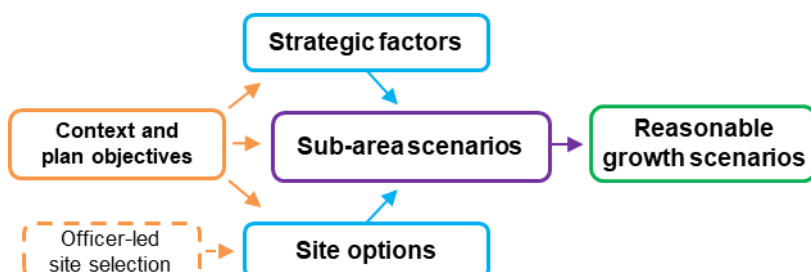 Strategic factors
Context and
plan objectives
Sub-area scenarios
Reasonable
growth scenarios
Officer-led
site selection
Site options